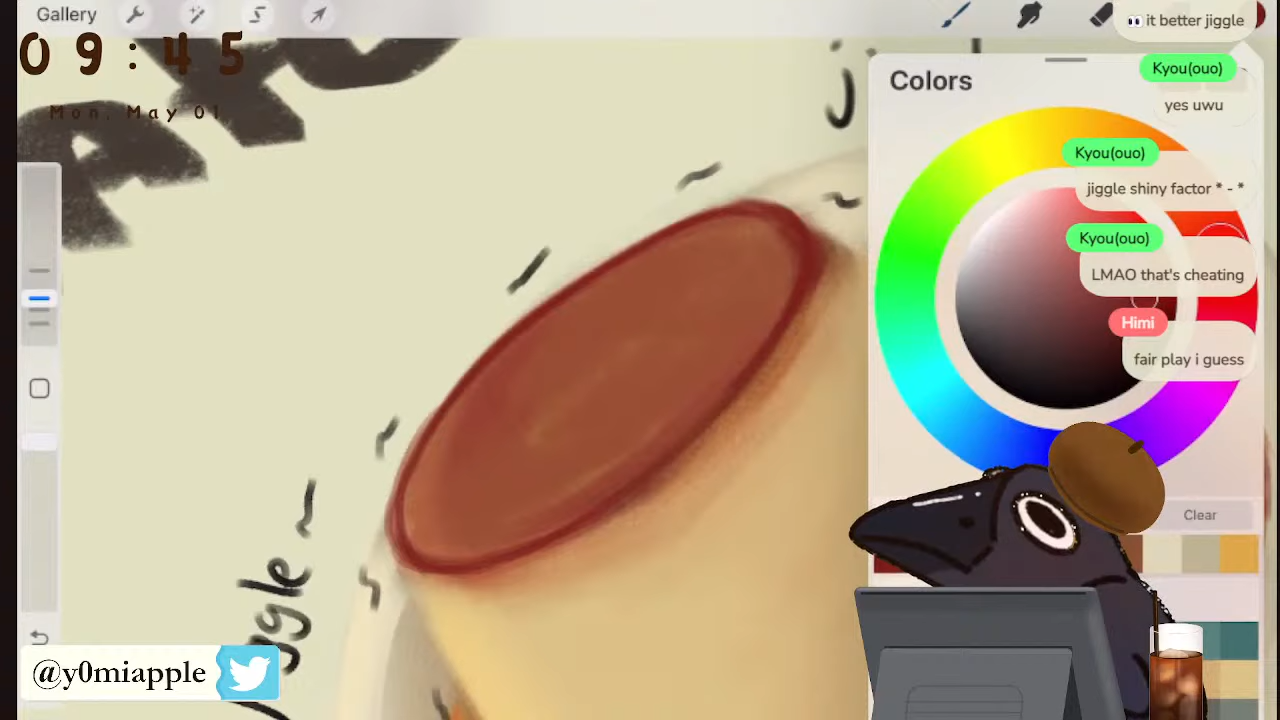 Gallery
09:45
Mon, May 01
Colors
👀 it better jiggle
Kyou(ouo)
yes uwu
Kyou(ouo)
jiggle shiny factor * - *
Kyou(ouo)
LMAO that's cheating
Himi
fair play i guess
Clear
@y0miapple